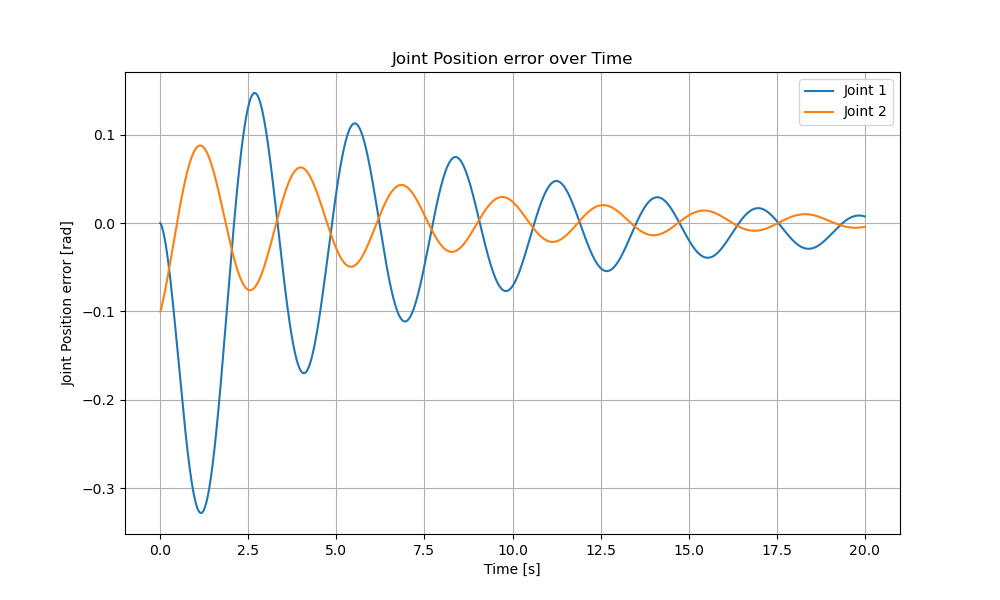 Joint Position error over Time
Joint 1
Joint 2
Joint Position error [rad]
0.1
0.0
−0.1
−0.2
−0.3
0.0 2.5 5.0 7.5 10.0 12.5 15.0 17.5 20.0
Time [s]